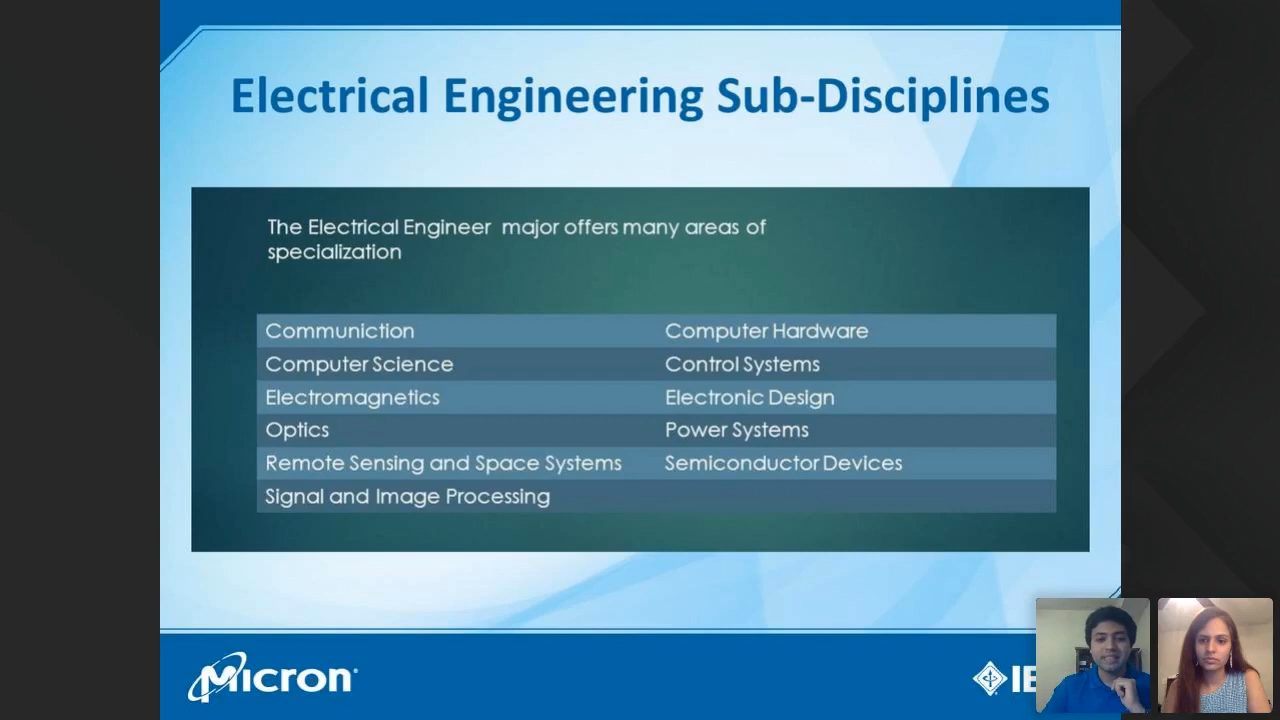 Electrical Engineering Sub-Disciplines
The Electrical Engineer major offers many areas of
specialization
Communiction Computer Hardware
Computer Science Control Systems
Electromagnetics Electronic Design
Optics Power Systems
Remote Sensing and Space Systems Semiconductor Devices
Signal and Image Processing
Micron